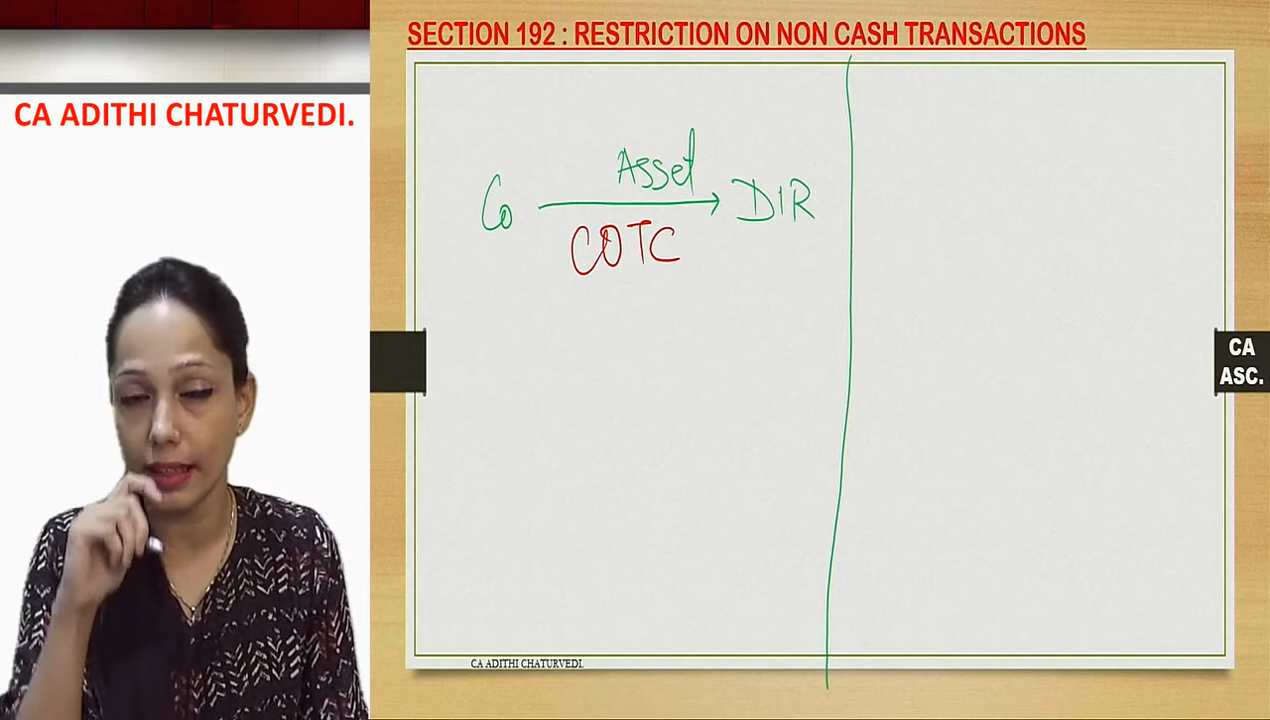 SECTION 192 : RESTRICTION ON NON CASH TRANSACTIONS
CA ADITHI CHATURVEDI.
Asset
Co
DIR
COTC
CA
ASC.
CA ADITHI CHATURVEDI.